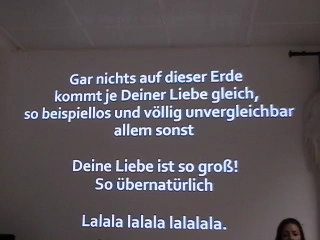 Gar nichts auf dieser Erde
kommt je Deiner Liebe gleich,
so beispiellos und völlig unvergleichbar
allem sonst
Deine Liebe ist so groß!
So übernatürlich
Lalala lalala lalalala.